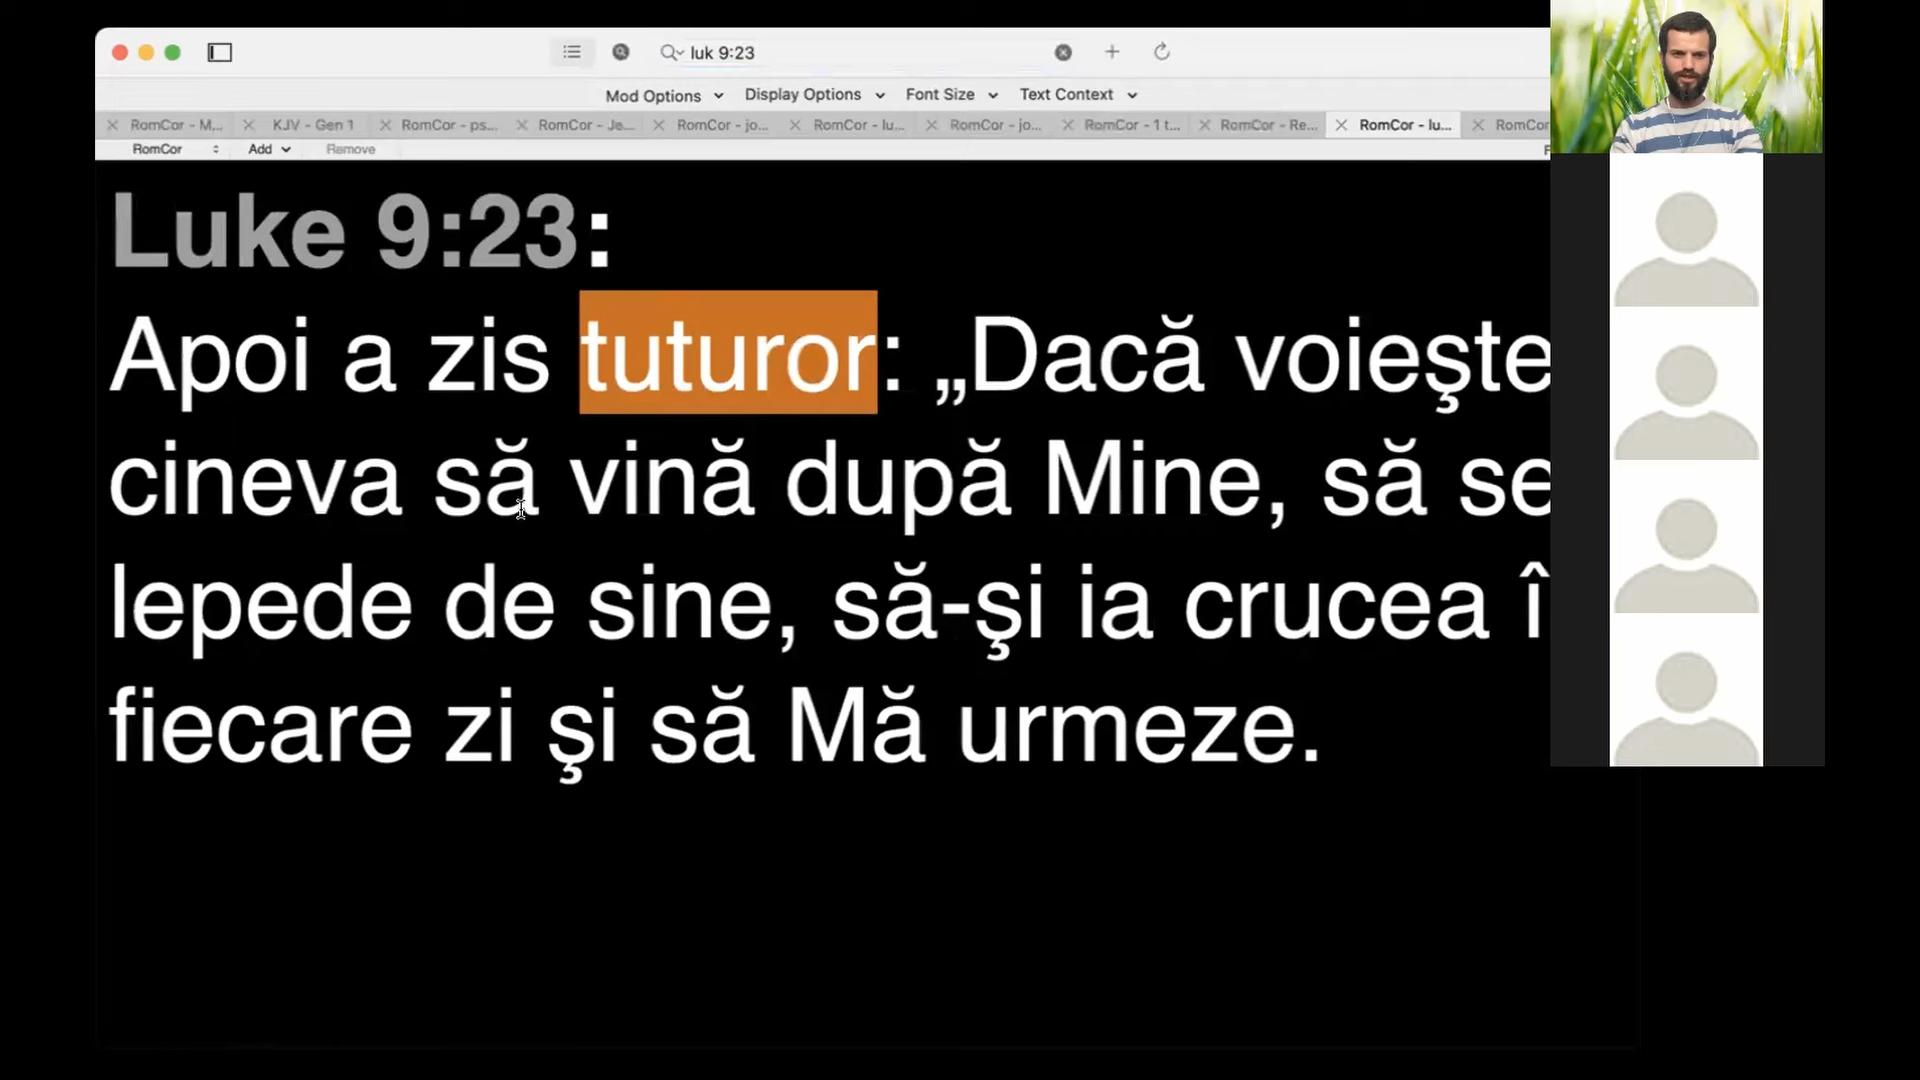 luk 9:23
Mod Options Display Options Font Size Text Context
RomCor - M... KJV - Gen 1 RomCor - ps... RomCor - Je... RomCor - jo... RomCor - lu... RomCor - jo... RomCor - 1 t... RomCor - Re... RomCor - lu... RomCor
RomCor Add Remove
Luke 9:23:
Apoi a zis tuturor: „Dacă voieşte
cineva să vină după Mine, să se
lepede de sine, să-şi ia crucea î
fiecare zi şi să Mă urmeze.